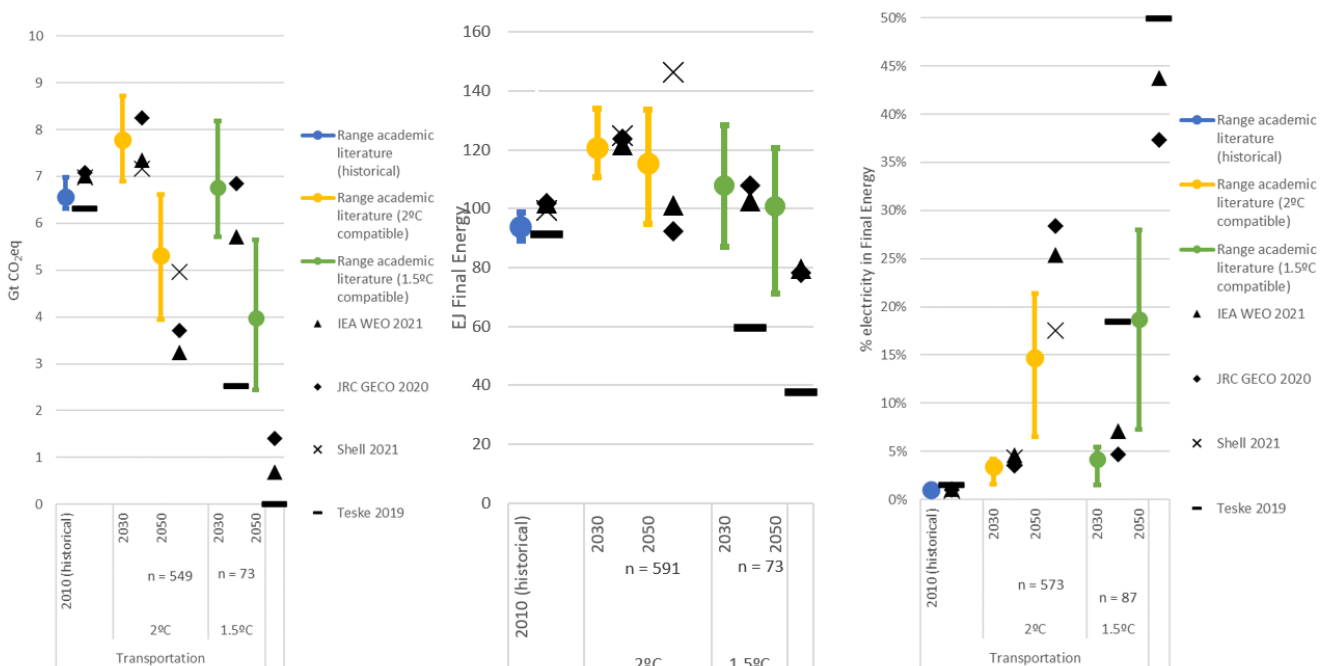 10
9
8
7
6
5
4
3
2
1
0
Gt CO₂eq
2010 (historical)
2030
2050
2030
2050
n = 549
n = 73
2ºC
1.5ºC
Transportation
Range academic
literature
(historical)
Range academic
literature (2ºC
compatible)
Range academic
literature (1.5ºC
compatible)
IEA WEO 2021
JRC GECO 2020
Shell 2021
Teske 2019
160
140
120
100
80
60
40
20
0
EJ Final Energy
2010 (historical)
2030
2050
2030
2050
n = 591
n = 73
2ºC
1.5ºC
50%
45%
40%
35%
30%
25%
20%
15%
10%
5%
0%
% electricity in Final Energy
2010 (historical)
2030
2050
2030
2050
n = 573
n = 87
2ºC
1.5ºC
Transportation
Range academic
literature
(historical)
Range academic
literature (2ºC
compatible)
Range academic
literature (1.5ºC
compatible)
IEA WEO 2021
JRC GECO 2020
Shell 2021
Teske 2019